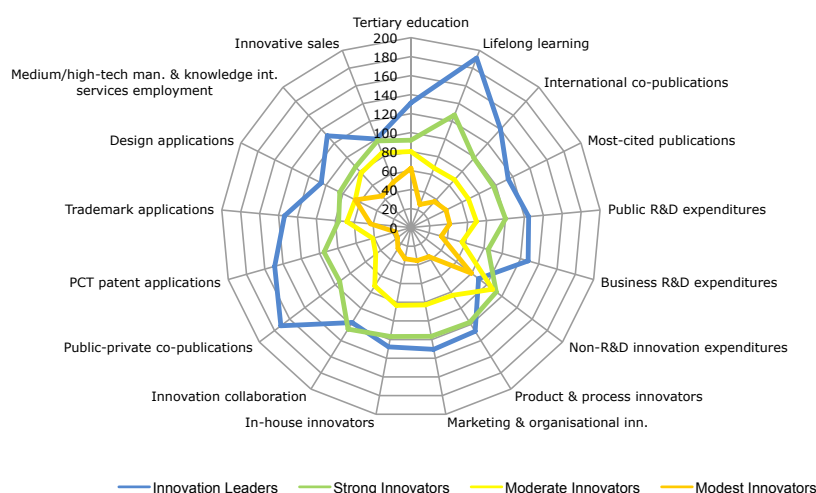 Tertiary education
200
180
160
140
120
100
80
60
40
20
0
Lifelong learning
International co-publications
Most-cited publications
Public R&D expenditures
Business R&D expenditures
Non-R&D innovation expenditures
Product & process innovators
Marketing & organisational inn.
In-house innovators
Innovation collaboration
Public-private co-publications
PCT patent applications
Trademark applications
Design applications
Medium/high-tech man. & knowledge int.
services employment
Innovative sales
Innovation Leaders
Strong Innovators
Moderate Innovators
Modest Innovators